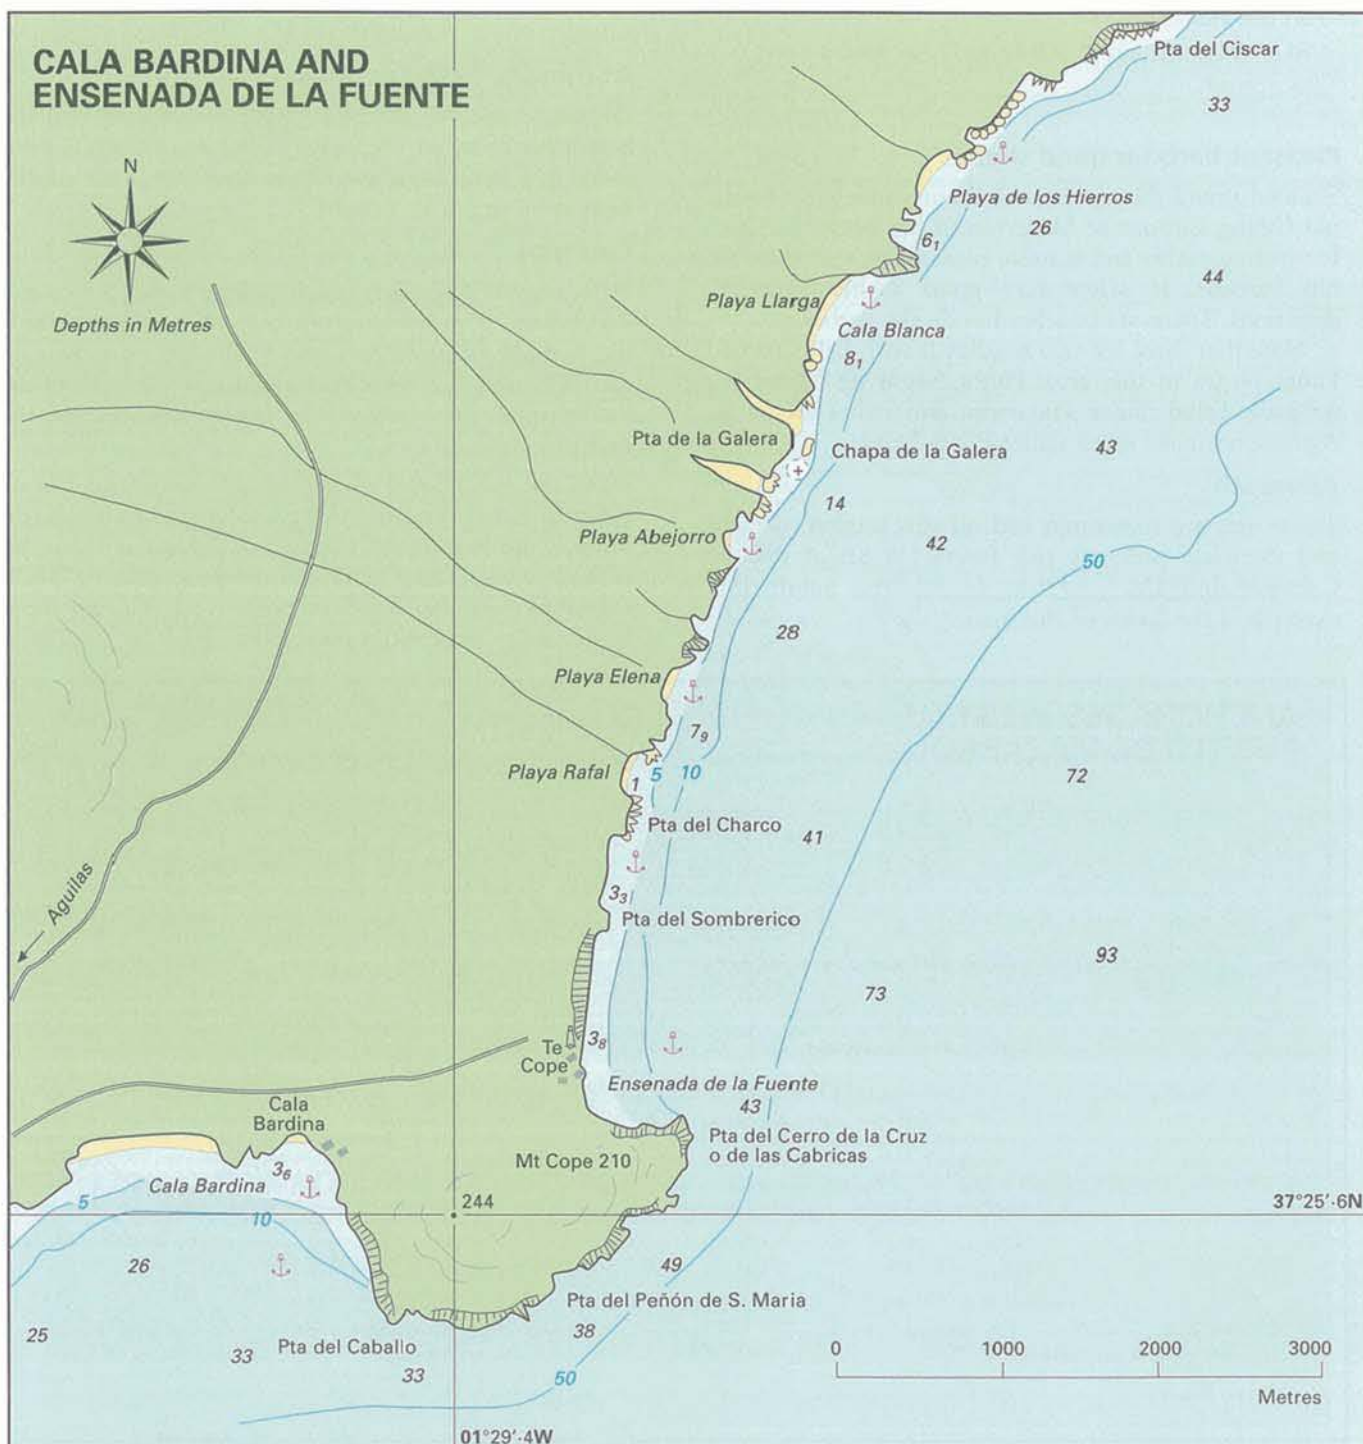 CALA BARDINA AND
ENSENADA DE LA FUENTE
N
Depths in Metres
Pta del Ciscar
33
Playa de los Hierros
26
6₁
44
Playa Llarga
Cala Blanca
8₁
Pta de la Galera
Chapa de la Galera
43
14
Playa Abejorro
42
50
28
Playa Elena
7₉
Playa Rafal
1
5
10
72
Pta del Charco
41
Aguilas
3₃
Pta del Sombrerico
93
73
Te
Cope
3₈
Ensenada de la Fuente
43
Cala
Bardina
Pta del Cerro de la Cruz
o de las Cabricas
Mt Cope 210
3₆
Cala Bardina
5
10
244
37°25'·6N
26
49
Pta del Peñón de S. Maria
38
25
33
Pta del Caballo
33
50
0
1000
2000
3000
Metres
01°29'·4W